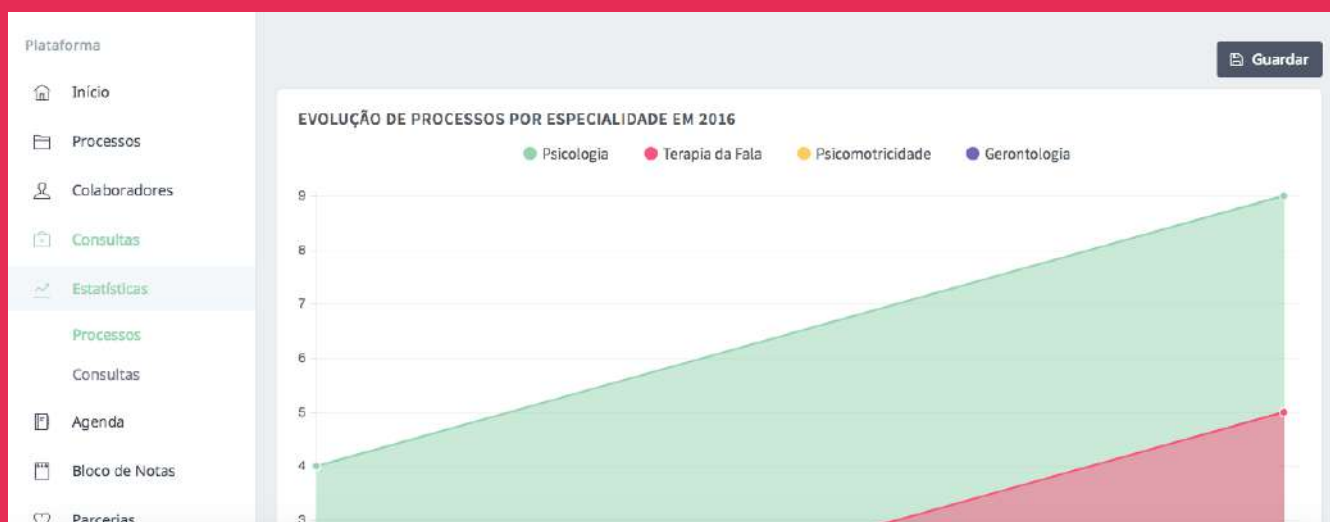 Plataforma
Início
Processos
Colaboradores
Consultas
Estatísticas
Processos
Consultas
Agenda
Bloco de Notas
Parcerias
Guardar
EVOLUÇÃO DE PROCESSOS POR ESPECIALIDADE EM 2016
Psicologia Terapia da Fala Psicomotricidade Gerontologia
9
8
7
6
5
4
3